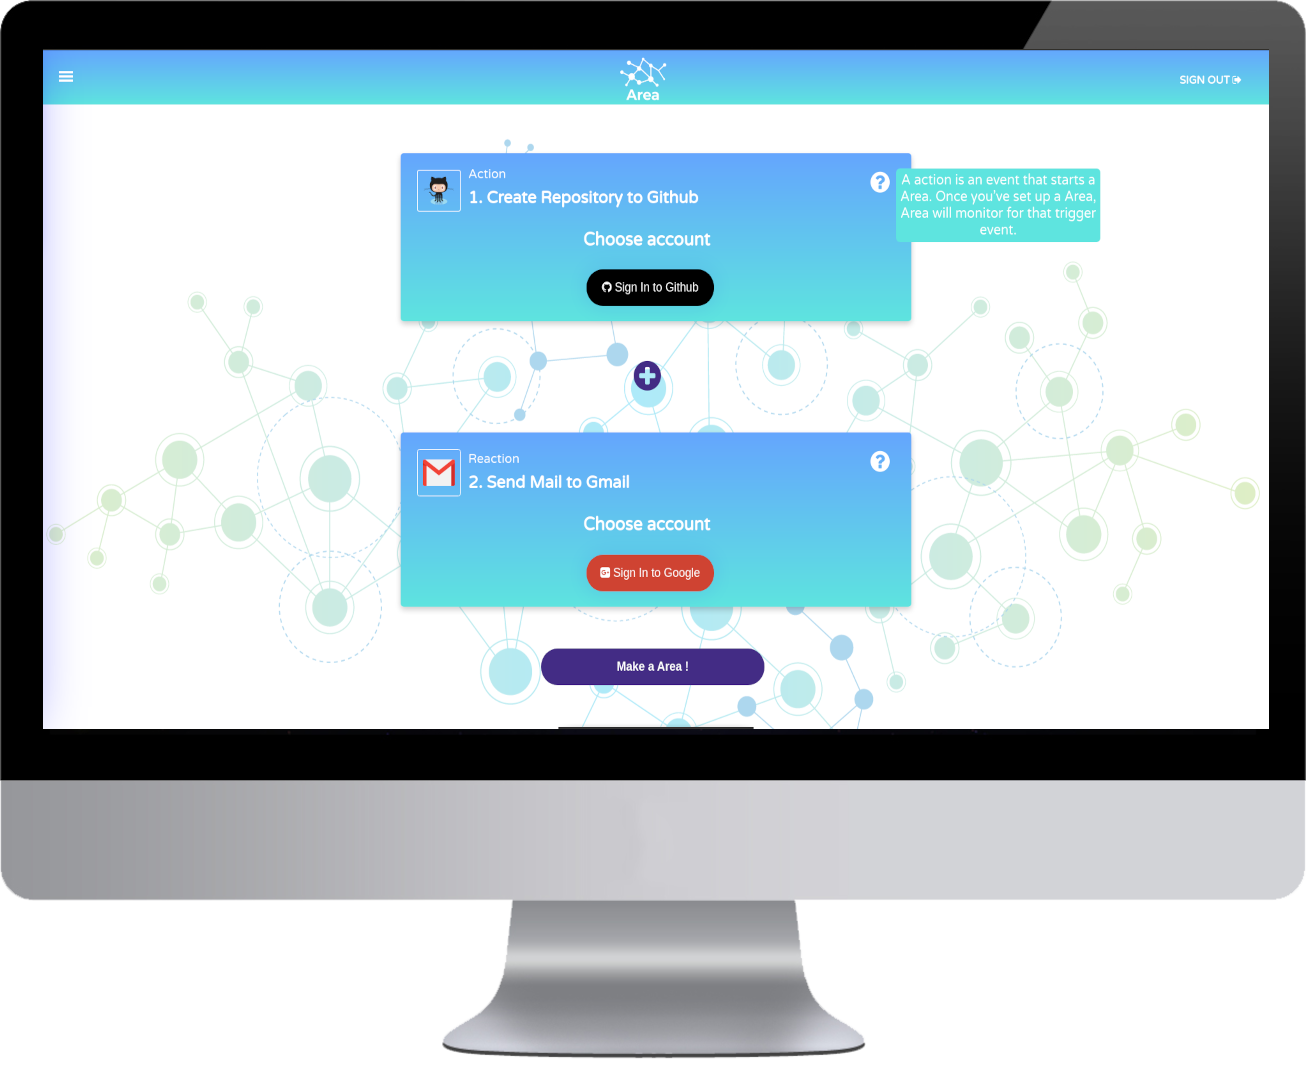 Area
SIGN OUT
Action
1. Create Repository to Github
A action is an event that starts a
Area. Once you've set up a Area,
Area will monitor for that trigger
event.
Choose account
Sign In to Github
Reaction
2. Send Mail to Gmail
Choose account
Sign In to Google
Make a Area !